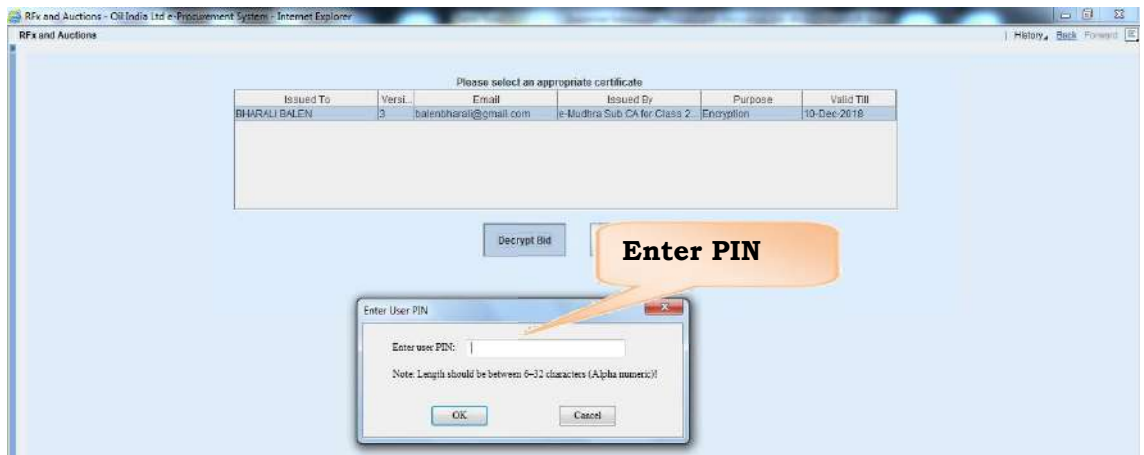 RFx and Auctions - Oil India Ltd e-Procurement System - Internet Explorer
RFx and Auctions
| History Back Forward
Please select an appropriate certificate
Issued To Versi... Email Issued By Purpose Valid Till
BHARALI BALEN 3 balenbharali@gmail.com e-Mudhra Sub CA for Class 2... Encryption 10-Dec-2018
Decrypt Bid
Enter PIN
Enter User PIN
Enter user PIN:
Note: Length should be between 6-32 characters (Alpha numeric)!
OK Cancel